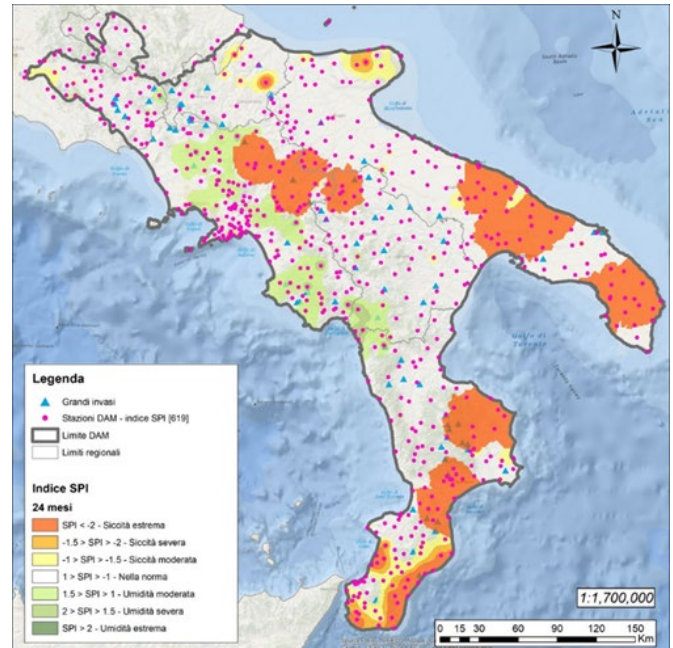 N
Legenda
Grandi invasi
Stazioni DAM - indice SPI [619]
Limite DAM
Limiti regionali
Indice SPI
24 mesi
SPI < -2 - Siccità estrema
-1.5 > SPI > -2 - Siccità severa
-1 > SPI > -1.5 - Siccità moderata
1 > SPI > -1 - Nella norma
1.5 > SPI > 1 - Umidità moderata
2 > SPI > 1.5 - Umidità severa
SPI > 2 - Umidità estrema
Golfo di
Taranto
1:1,700,000
0 15 30 60 90 120 150
Km